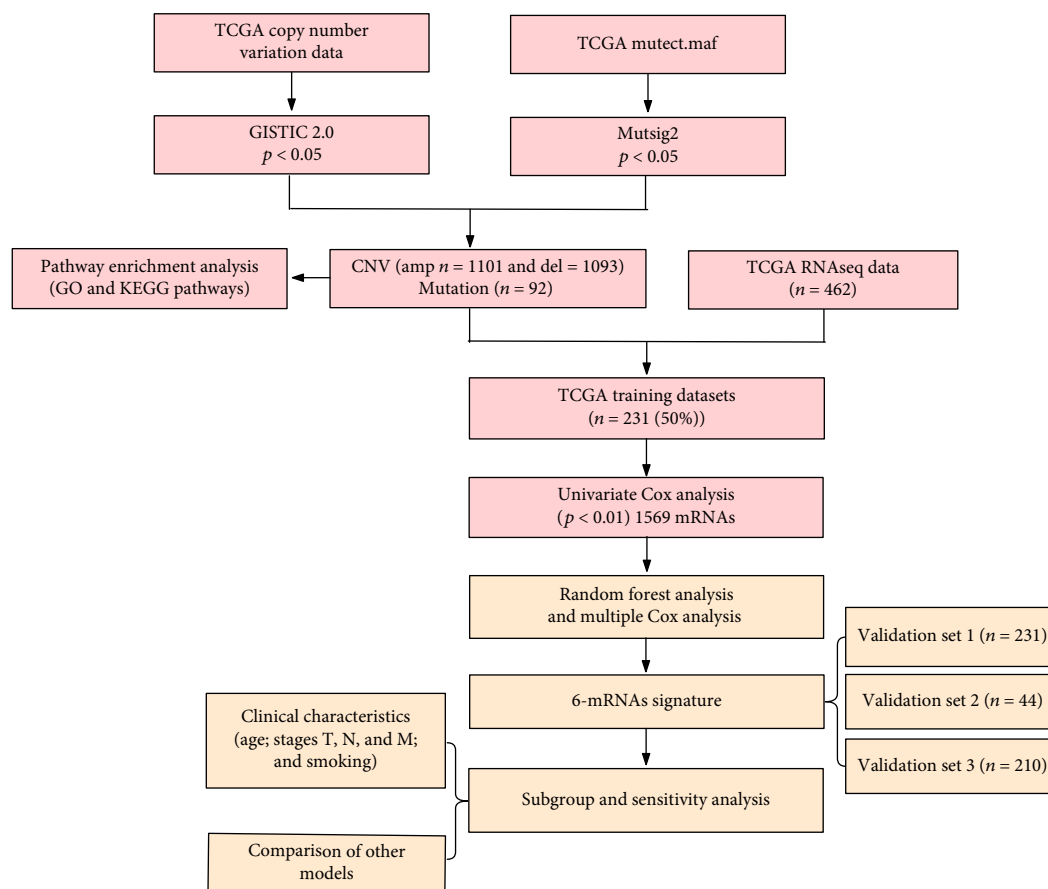 TCGA copy number
variation data
TCGA mutect.maf
GISTIC 2.0
p < 0.05
Mutsig2
p < 0.05
Pathway enrichment analysis
(GO and KEGG pathways)
CNV (amp n = 1101 and del = 1093)
Mutation (n = 92)
TCGA RNAseq data
(n = 462)
TCGA training datasets
(n = 231 (50%))
Univariate Cox analysis
(p < 0.01) 1569 mRNAs
Random forest analysis
and multiple Cox analysis
Validation set 1 (n = 231)
6-mRNAs signature
Validation set 2 (n = 44)
Validation set 3 (n = 210)
Clinical characteristics
(age; stages T, N, and M;
and smoking)
Subgroup and sensitivity analysis
Comparison of other
models